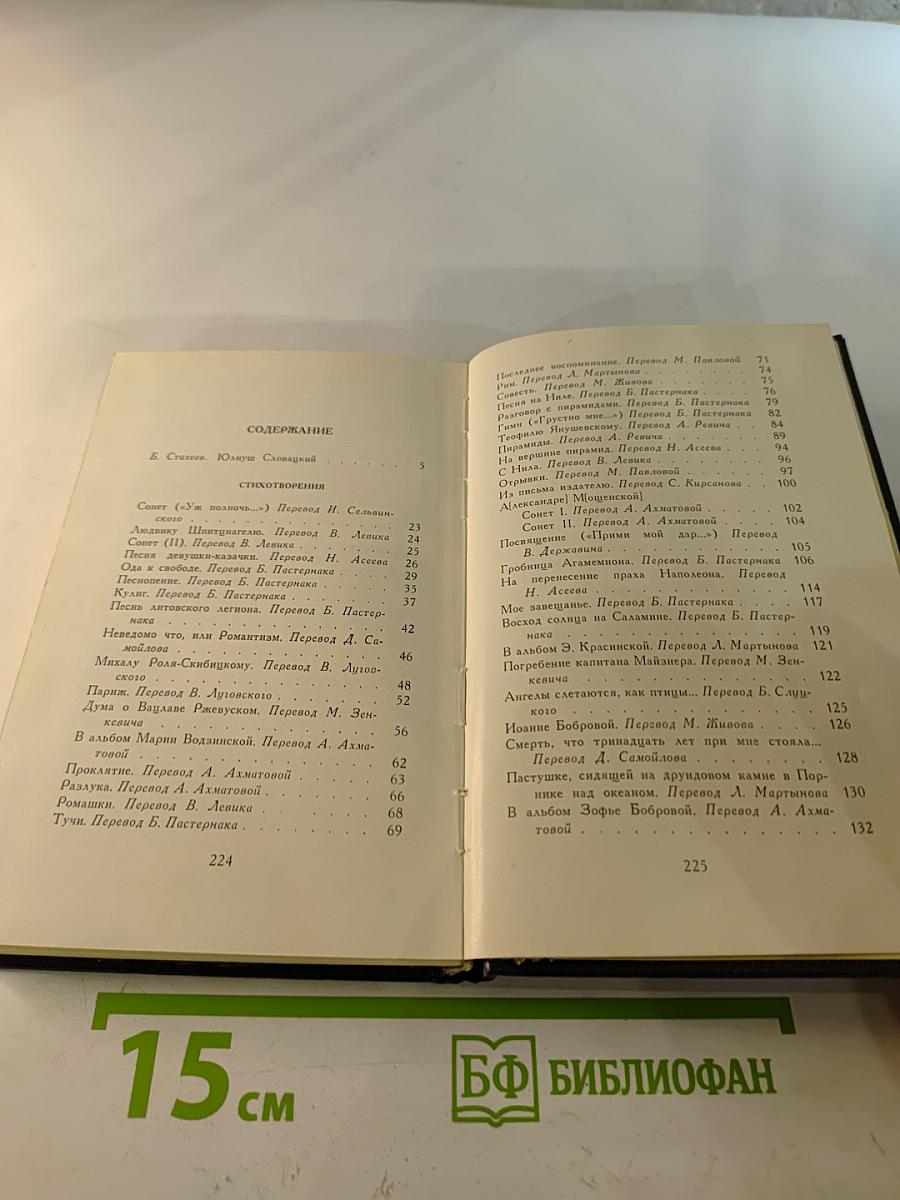 СОДЕРЖАНИЕ
Б. Стахеев. Юлиуш Словацкий . . . . . . 5
СТИХОТВОРЕНИЯ
Сонет («Уж полночь...») Перевод И. Сельвин-
ского . . . . . . . . . . . . . . . 23
Людвику Шпитцнагелю. Перевод В. Левика 24
Сонет (II). Перевод В. Левика . . . . . . 25
Песня девушки-казачки. Перевод Н. Асеева 26
Ода к свободе. Перевод Б. Пастернака . . . . 29
Песнопение. Перевод Б. Пастернака . . . . . 35
Кулиг. Перевод Б. Пастернака . . . . . . . 37
Песнь литовского легиона. Перевод Б. Пастер-
нака . . . . . . . . . . . . . . . 42
Неведомо что, или Романтизм. Перевод Д. Са-
мойлова . . . . . . . . . . . . . . 46
Михалу Роля-Скибицкому. Перевод В. Лугов-
ского . . . . . . . . . . . . . . . 48
Париж. Перевод В. Луговского . . . . . . . 52
Дума о Вацлаве Ржевуском. Перевод М. Зен-
кевича . . . . . . . . . . . . . . 56
В альбом Марии Водзинской. Перевод А. Ахма-
товой . . . . . . . . . . . . . . . 62
Проклятие. Перевод А. Ахматовой . . . . . 63
Разлука. Перевод А. Ахматовой . . . . . . . 66
Ромашки. Перевод В. Левика . . . . . . . 68
Тучи. Перевод Б. Пастернака . . . . . . . 69
224
Последнее воспоминание. Перевод М. Павловой 71
Рим. Перевод Л. Мартынова . . . . . . . . 74
Совесть. Перевод М. Живова . . . . . . . 75
Песня на Ниле. Перевод Б. Пастернака . . . . 76
Разговор с пирамидами. Перевод Б. Пастернака 79
Гимн («Грустно мне...») Перевод Б. Пастернака 82
Теофилю Янушевскому. Перевод А. Ревича . . 84
Пирамиды. Перевод А. Ревича . . . . . . . 89
На вершине пирамид. Перевод Н. Асеева . . . 94
С Нила. Перевод В. Левика . . . . . . . . 96
Отрывки. Перевод М. Павловой . . . . . . 97
Из письма издателю. Перевод С. Кирсанова . . 100
А[лександре] М[ощенской]
Сонет I. Перевод А. Ахматовой . . . . . 102
Сонет II. Перевод А. Ахматовой . . . . . 104
Посвящение («Прими мой дар...») Перевод
В. Державина . . . . . . . . . . . . 105
Гробница Агамемнона. Перевод Б. Пастернака 106
На перенесение праха Наполеона. Перевод
Н. Асеева . . . . . . . . . . . . . 114
Мое завещанье. Перевод Б. Пастернака . . . . 117
Восход солнца на Саламине. Перевод Б. Пастер-
нака . . . . . . . . . . . . . . . 119
В альбом Э. Красинской. Перевод Л. Мартынова 121
Погребение капитана Майзнера. Перевод М. Зен-
кевича . . . . . . . . . . . . . . 122
Ангелы слетаются, как птицы... Перевод Б. Слуц-
кого . . . . . . . . . . . . . . . 125
Иоанне Бобровой. Перевод М. Живова . . . . 126
Смерть, что тринадцать лет при мне стояла...
Перевод Д. Самойлова . . . . . . . . 128
Пастушке, сидящей на друидовом камне в Пор-
нике над океаном. Перевод Л. Мартынова 130
В альбом Зофье Бобровой. Перевод А. Ахма-
товой . . . . . . . . . . . . . . . 132
225
15 см
БФ БИБЛИОФАН